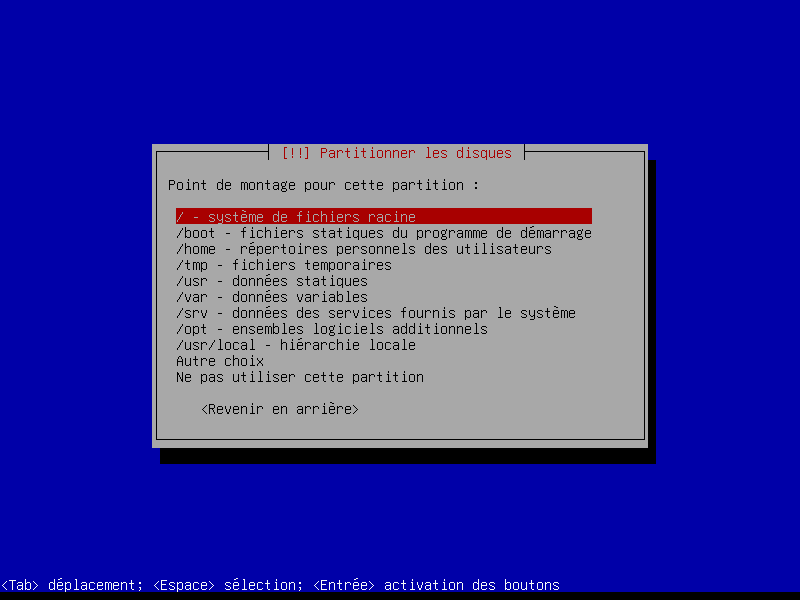 [!!] Partitionner les disques
Point de montage pour cette partition :
/ - système de fichiers racine
/boot - fichiers statiques du programme de démarrage
/home - répertoires personnels des utilisateurs
/tmp - fichiers temporaires
/usr - données statiques
/var - données variables
/srv - données des services fournis par le système
/opt - ensembles logiciels additionnels
/usr/local - hiérarchie locale
Autre choix
Ne pas utiliser cette partition
<Revenir en arrière>
<Tab> déplacement; <Espace> sélection; <Entrée> activation des boutons